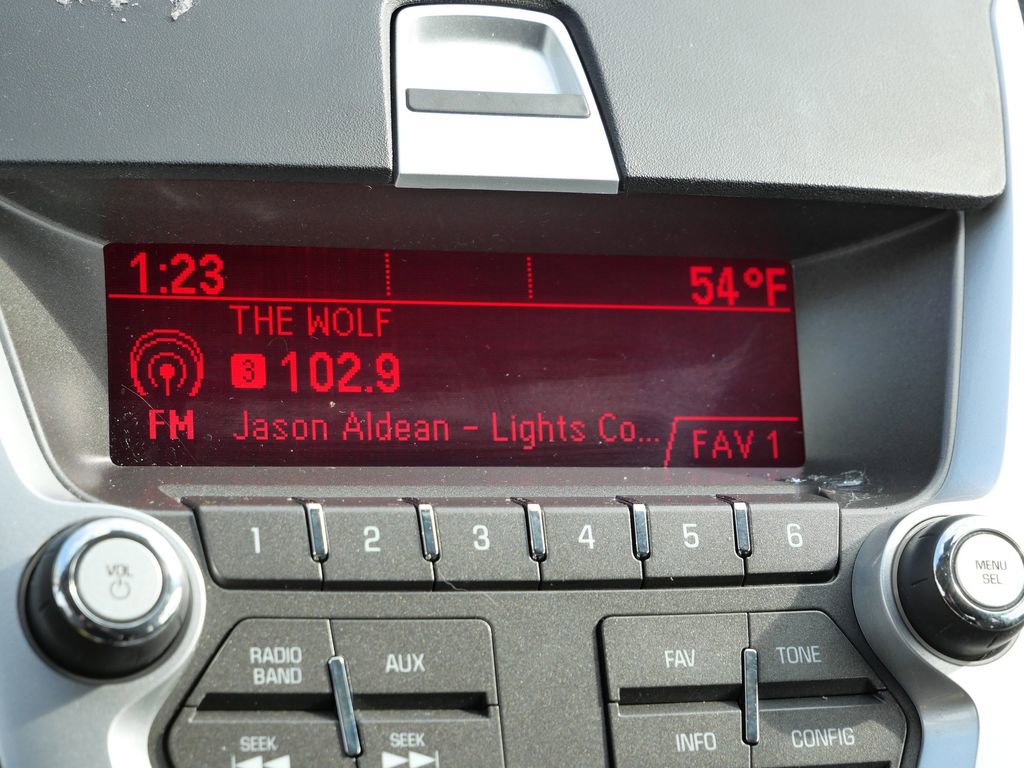 1:23 54°F
THE WOLF
3 102.9
FM Jason Aldean - Lights Co... FAV 1
1 2 3 4 5 6
VOL
MENU
SEL
RADIO
BAND
AUX
FAV TONE
SEEK SEEK
INFO CONFIG